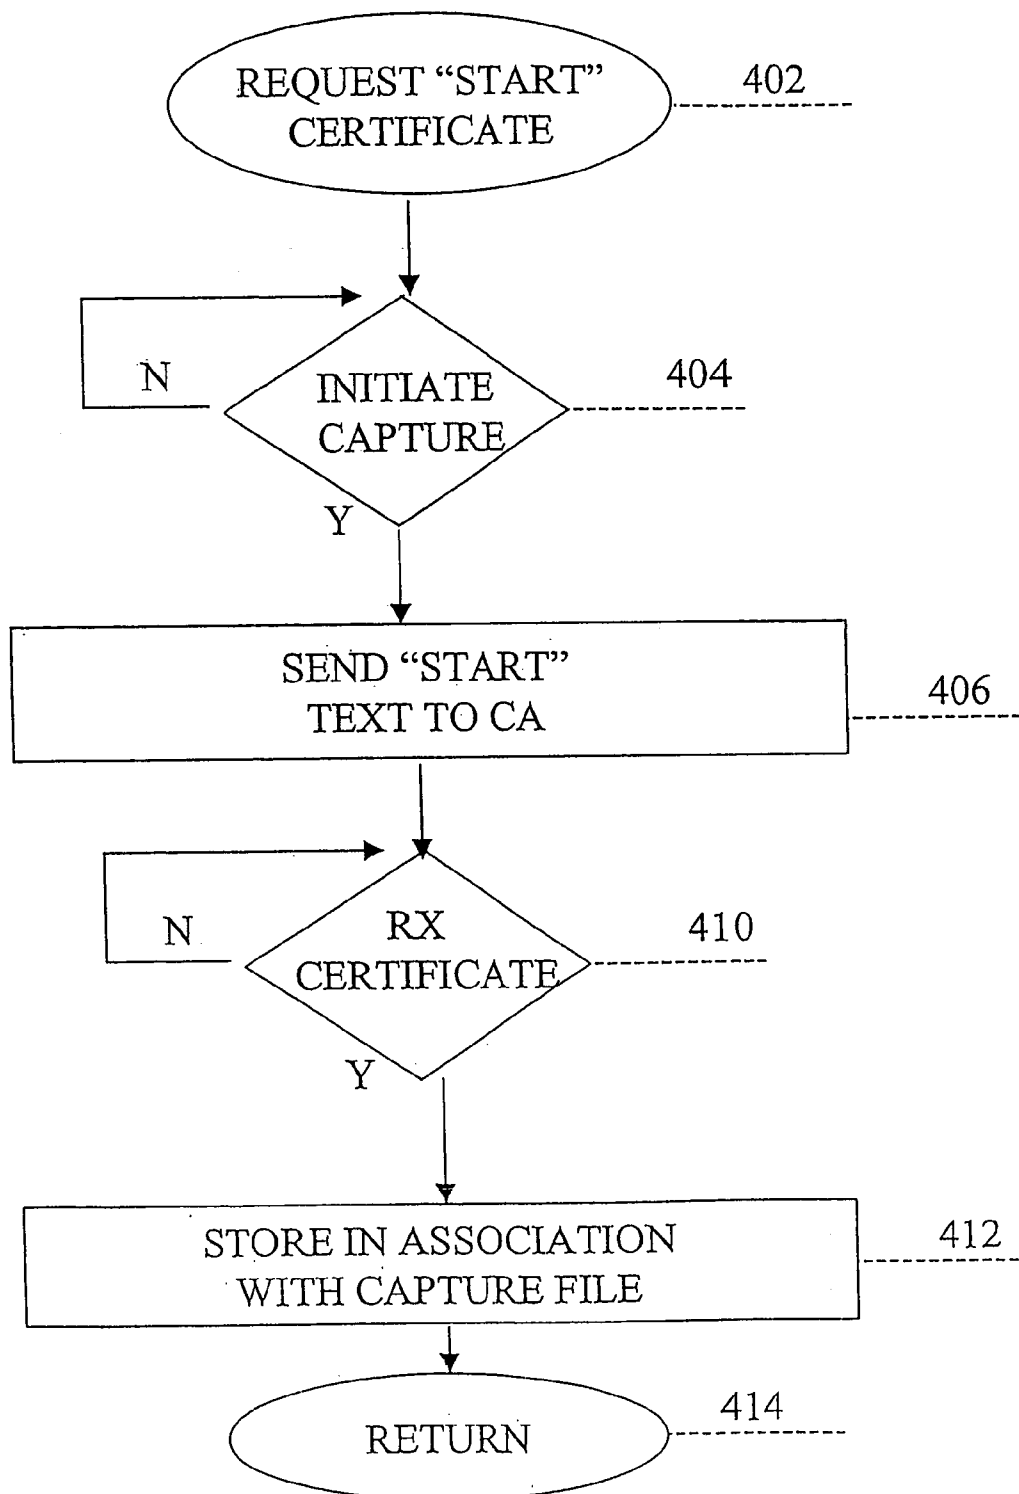 REQUEST “START”
CERTIFICATE
402
N
INITIATE
CAPTURE
404
Y
SEND “START”
TEXT TO CA
406
N
RX
CERTIFICATE
410
Y
STORE IN ASSOCIATION
WITH CAPTURE FILE
412
RETURN
414